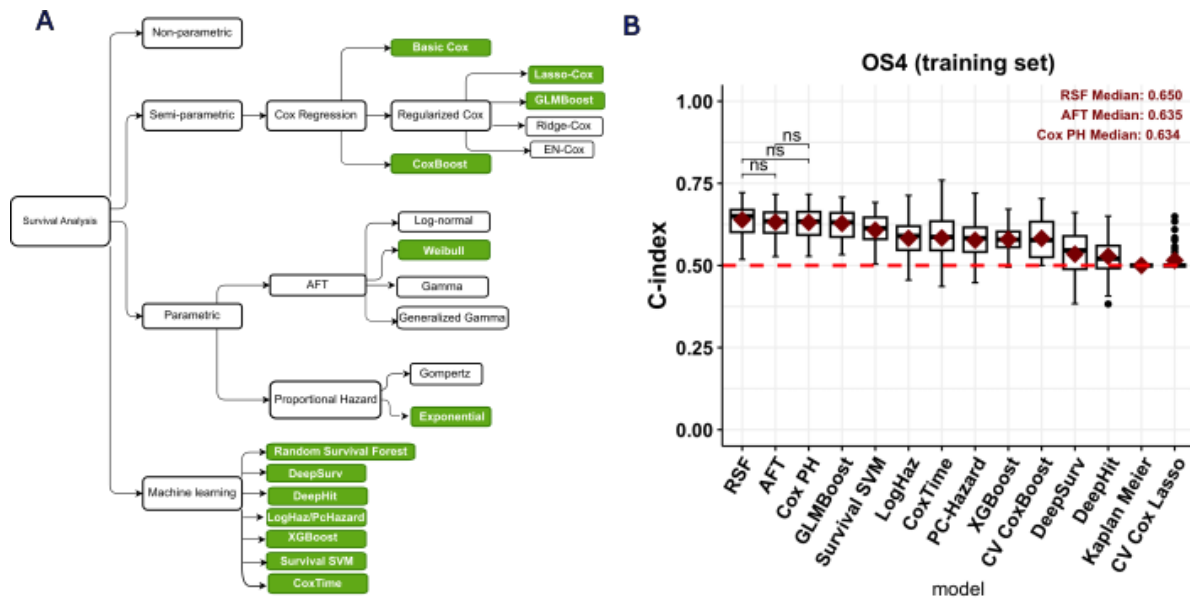 A
Non-parametric
Basic Cox
Lasso-Cox
GLMBoost
Semi-parametric
Cox Regression
Regularized Cox
Ridge-Cox
EN-Cox
CoxBoost
Survival Analysis
Log-normal
Weibull
AFT
Gamma
Parametric
Generalized Gamma
Gompertz
Proportional Hazard
Exponential
Random Survival Forest
DeepSurv
Machine learning
DeepHit
LogHaz/PcHazard
XGBoost
Survival SVM
CoxTime
B
OS4 (training set)
RSF Median: 0.650
AFT Median: 0.635
Cox PH Median: 0.634
ns
ns
ns
C-index
1.00
0.75
0.50
0.25
0.00
RSF
AFT
Cox PH
GLMBoost
Survival SVM
LogHaz
CoxTime
PC-Hazard
XGBoost
CV CoxBoost
DeepSurv
DeepHit
Kaplan Meier
CV Cox Lasso
model